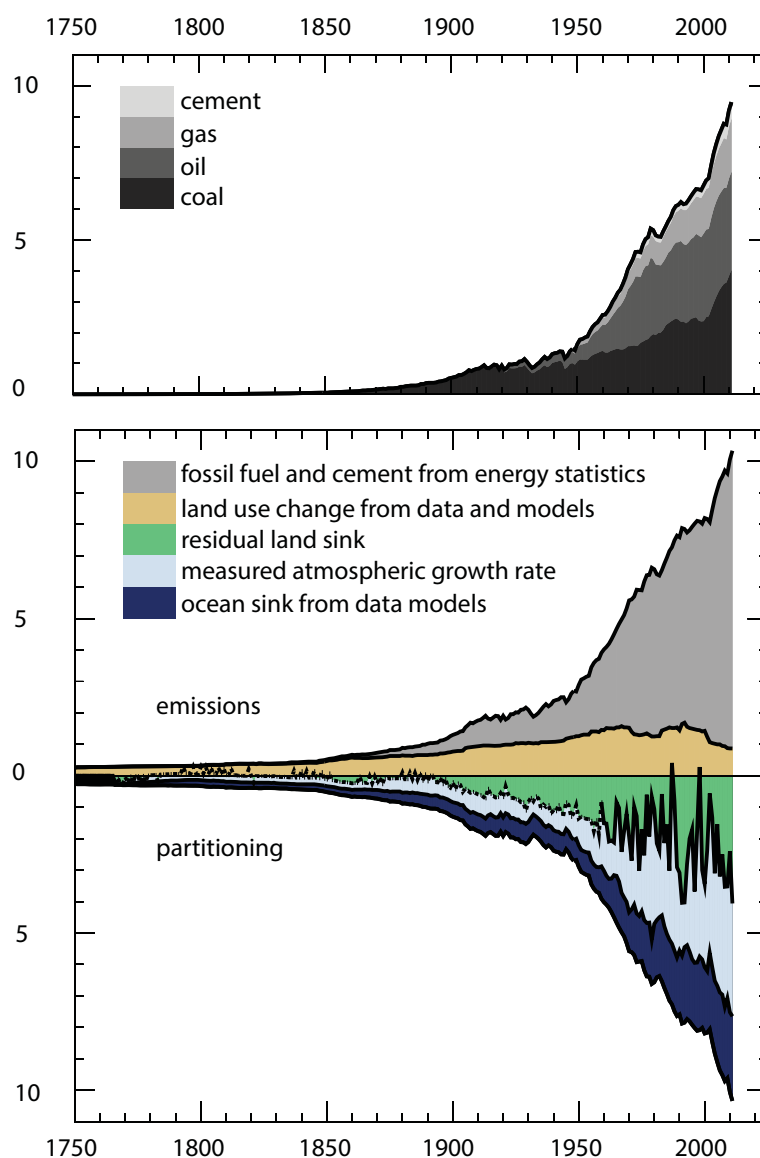 1750 1800 1850 1900 1950 2000
10
cement
gas
oil
coal
5
0
10
fossil fuel and cement from energy statistics
land use change from data and models
residual land sink
measured atmospheric growth rate
ocean sink from data models
5
emissions
0
partitioning
5
10
1750 1800 1850 1900 1950 2000